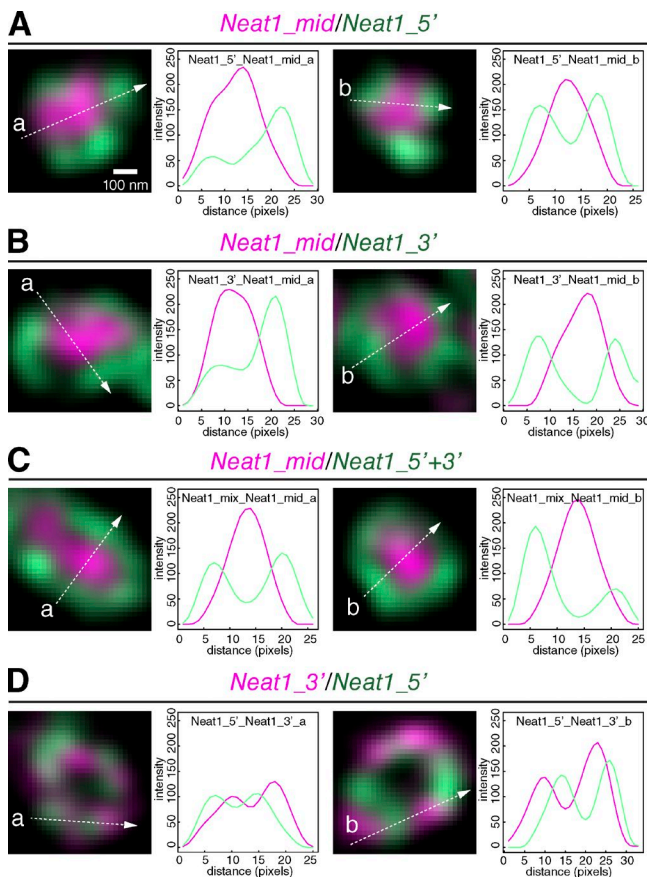 A Neat1_mid/Neat1_5'
a
100 nm
Neat1_5'_Neat1_mid_a
intensity
0 50 100 150 200 250
0 5 10 15 20 25 30
distance (pixels)
b
Neat1_5'_Neat1_mid_b
intensity
0 50 100 150 200 250
0 5 10 15 20 25
distance (pixels)
B Neat1_mid/Neat1_3'
a
Neat1_3'_Neat1_mid_a
intensity
0 50 100 150 200 250
0 5 10 15 20 25 30
distance (pixels)
b
Neat1_3'_Neat1_mid_b
intensity
0 50 100 150 200 250
0 5 10 15 20 25
distance (pixels)
C Neat1_mid/Neat1_5'+3'
a
Neat1_mix_Neat1_mid_a
intensity
0 50 100 150 200 250
0 5 10 15 20 25
distance (pixels)
b
Neat1_mix_Neat1_mid_b
intensity
0 50 100 150 200 250
0 5 10 15 20 25
distance (pixels)
D Neat1_3'/Neat1_5'
a
Neat1_5'_Neat1_3'_a
intensity
0 50 100 150 200 250
0 5 10 15 20 25
distance (pixels)
b
Neat1_5'_Neat1_3'_b
intensity
0 50 100 150 200 250
0 5 10 15 20 25 30
distance (pixels)